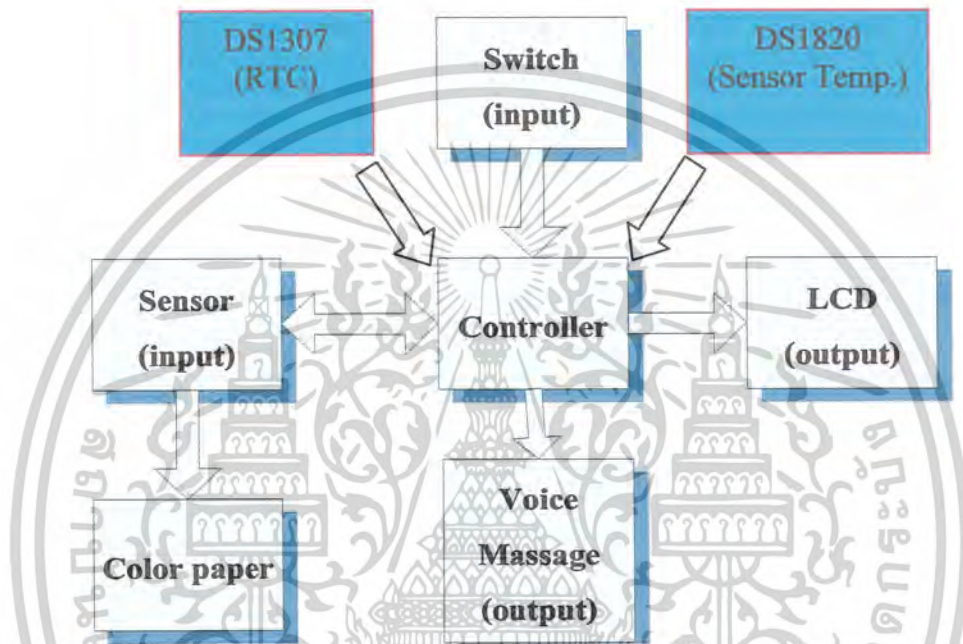 DS1307
(RTC)
Switch
(input)
DS1820
(Sensor Temp.)
Sensor
(input)
Controller
LCD
(output)
Color paper
Voice
Massage
(output)